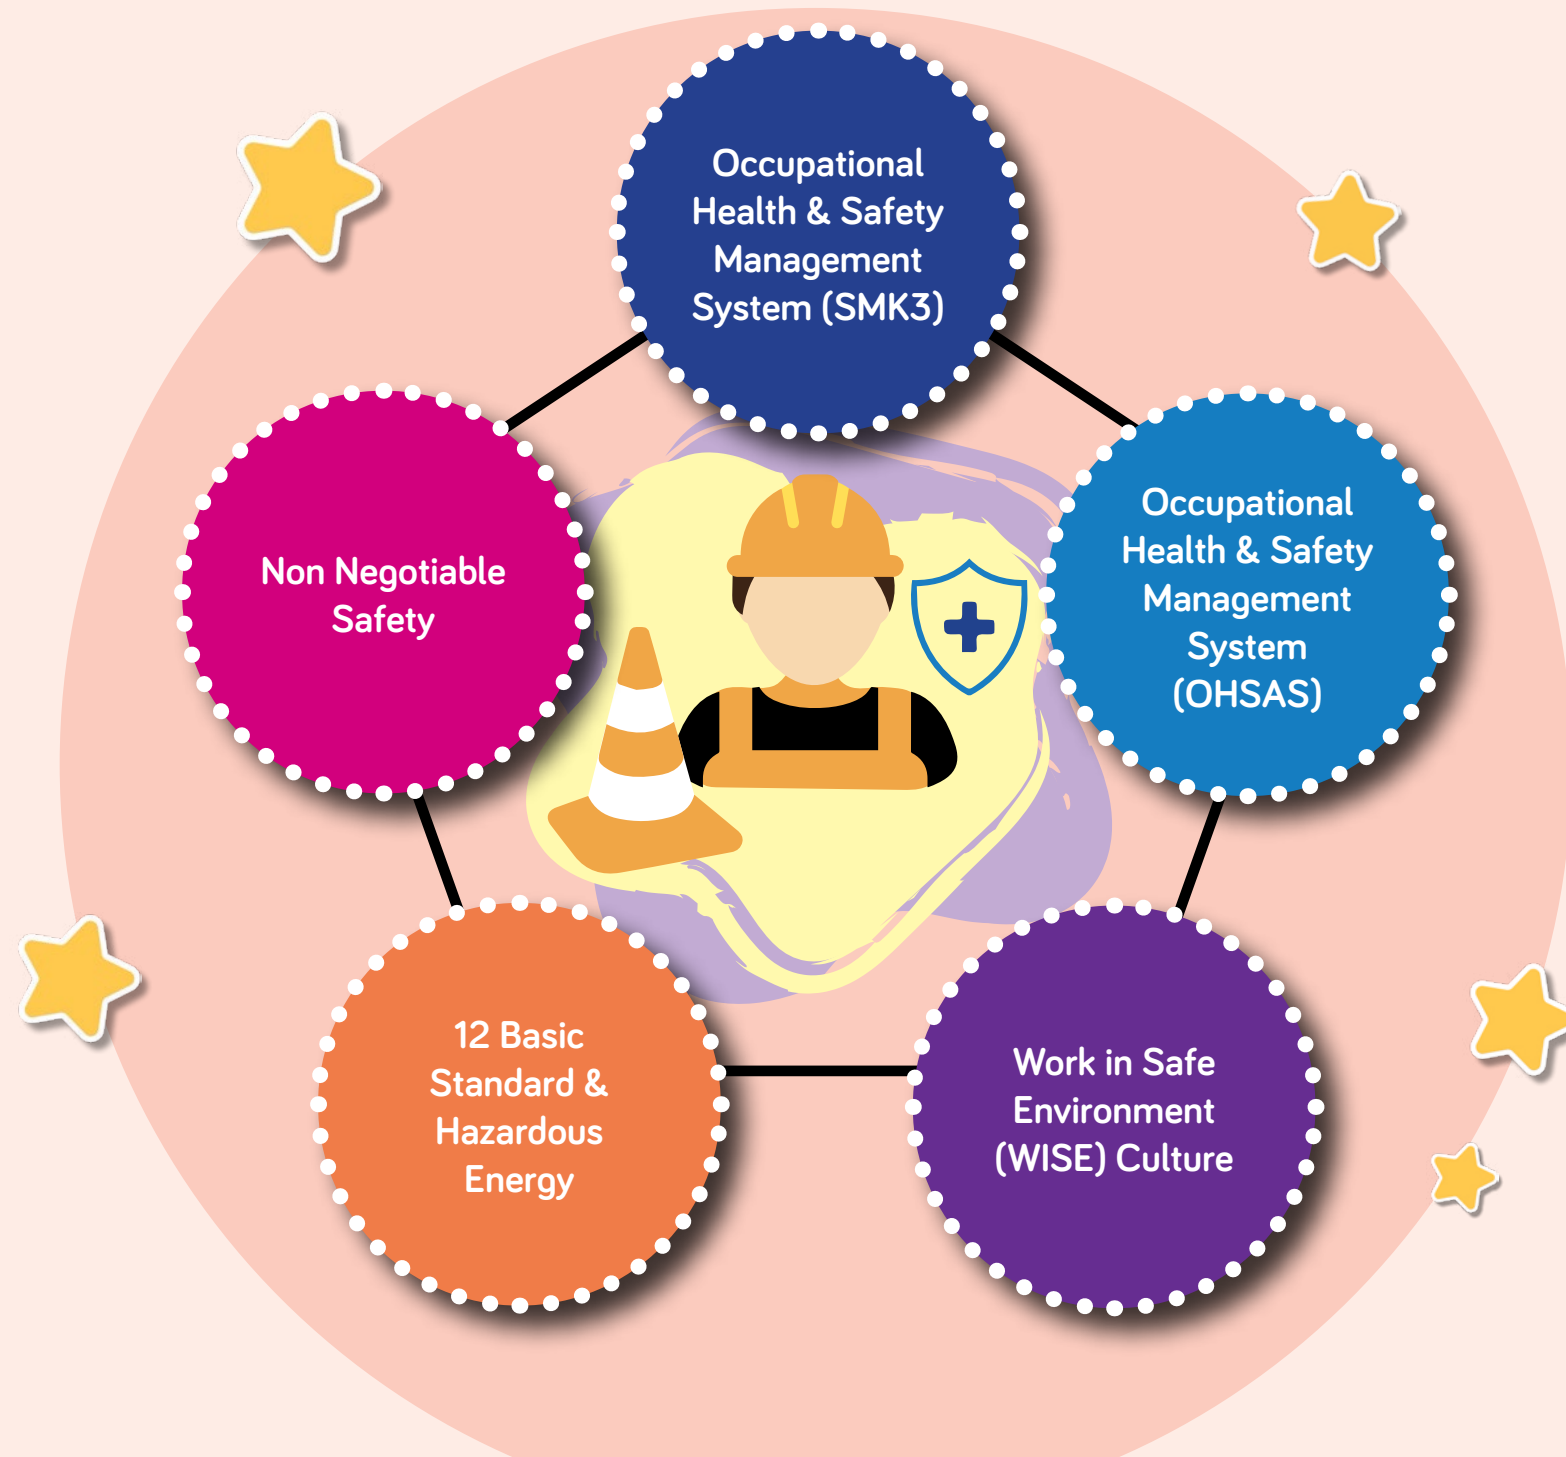 Occupational
Health & Safety
Management
System (SMK3)
Non Negotiable
Safety
Occupational
Health & Safety
Management
System
(OHSAS)
12 Basic
Standard &
Hazardous
Energy
Work in Safe
Environment
(WISE) Culture